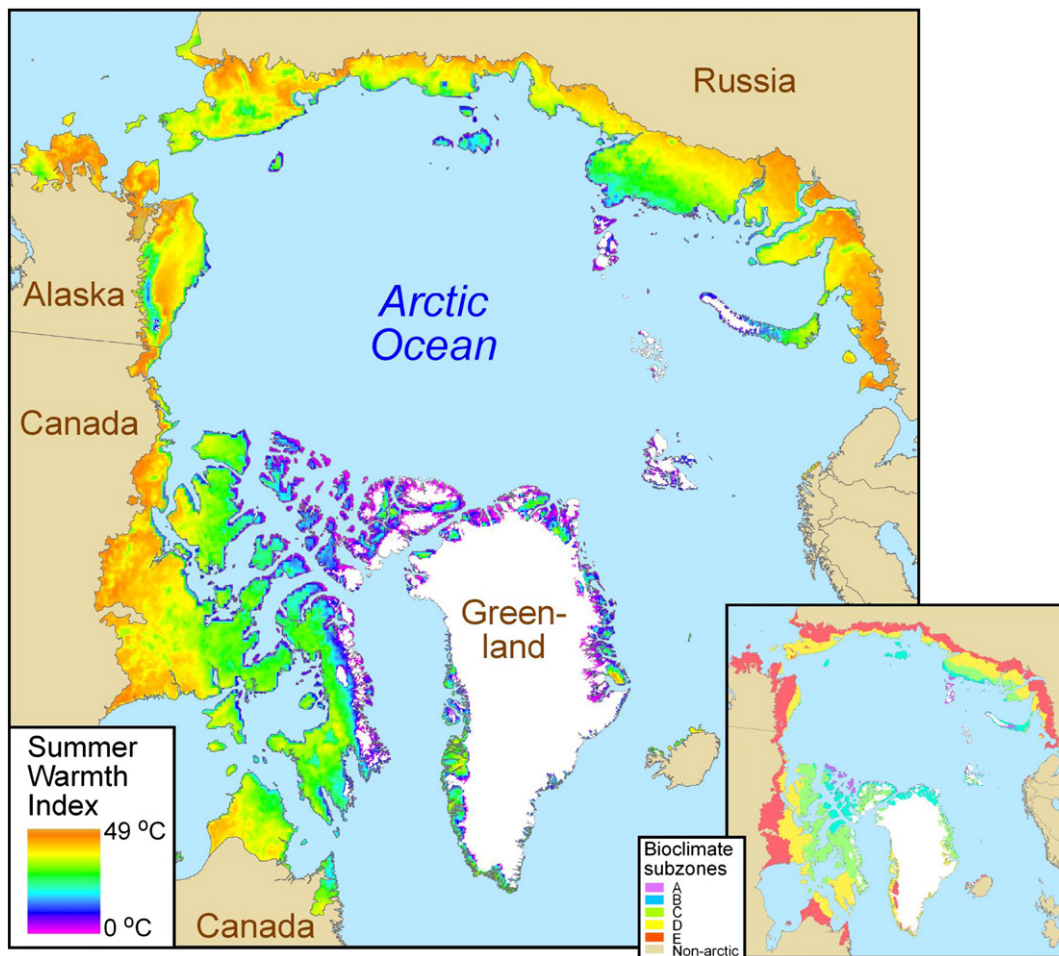 Russia
Alaska
Arctic
Ocean
Canada
Green-
land
Summer
Warmth
Index
49 ºC
0 ºC
Canada
Bioclimate
subzones
A
B
C
D
E
Non-arctic